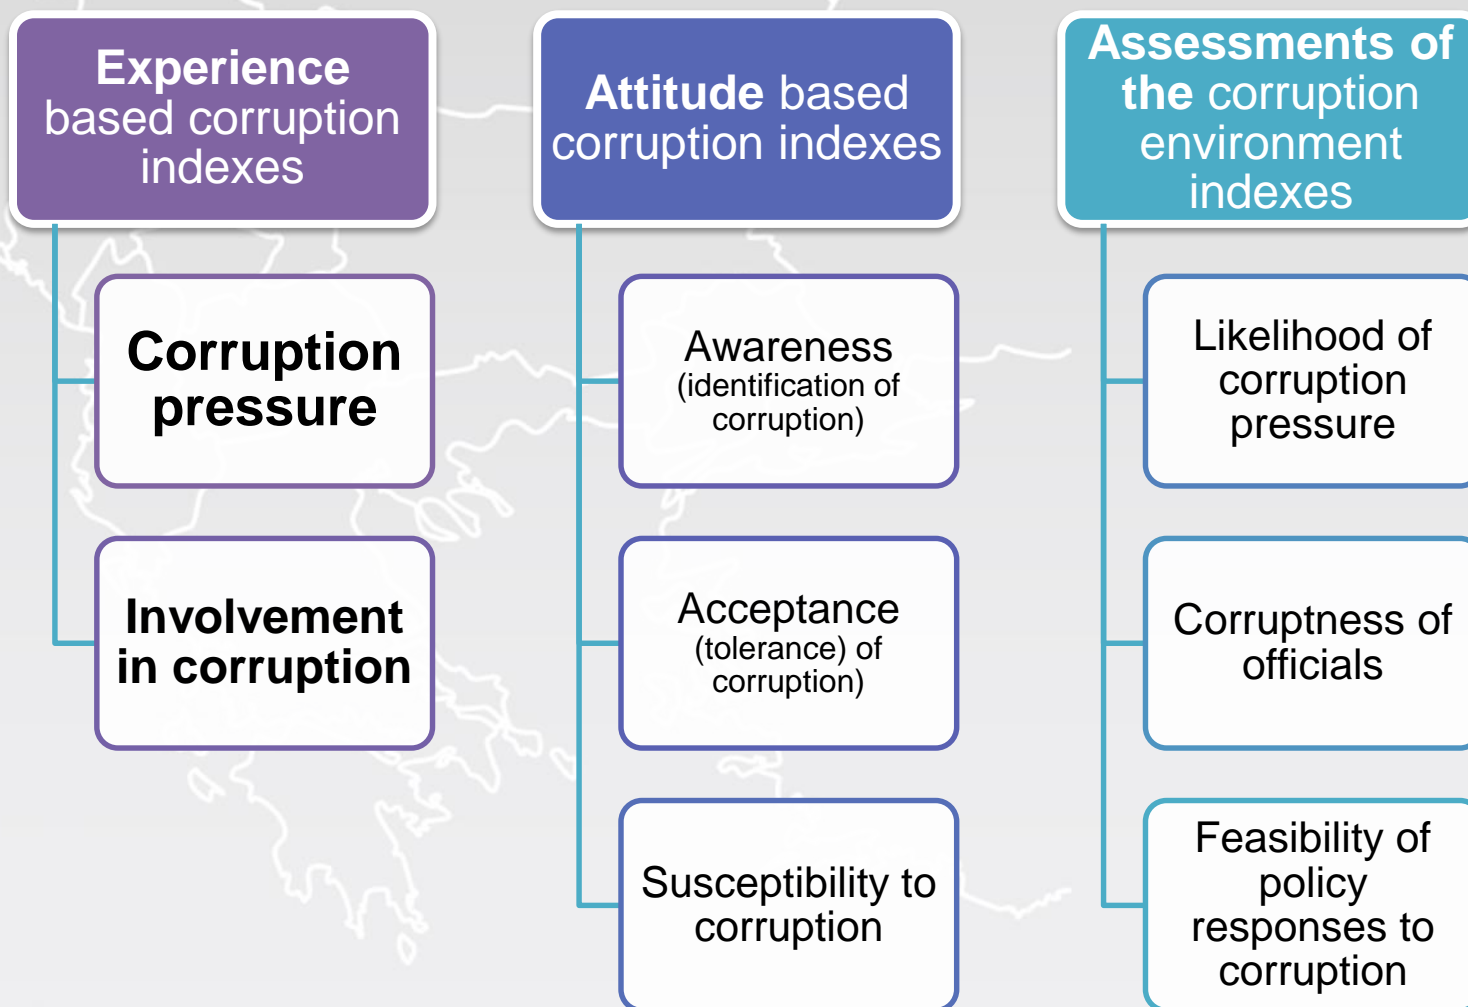 Experience
based corruption
indexes
Corruption
pressure
Involvement
in corruption
Attitude based
corruption indexes
Awareness
(identification of
corruption)
Acceptance
(tolerance) of
corruption)
Susceptibility to
corruption
Assessments of
the corruption
environment
indexes
Likelihood of
corruption
pressure
Corruptness of
officials
Feasibility of
policy
responses to
corruption